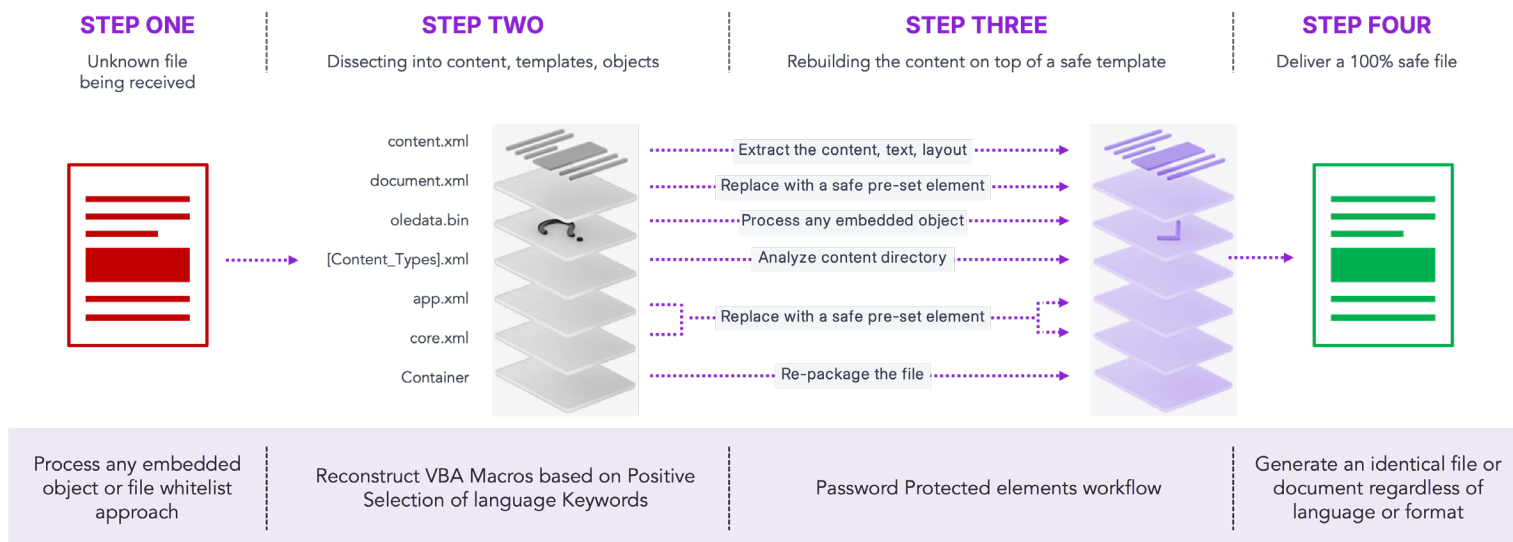 STEP ONE
Unknown file
being received
STEP TWO
Dissecting into content, templates, objects
STEP THREE
Rebuilding the content on top of a safe template
STEP FOUR
Deliver a 100% safe file
content.xml
document.xml
oledata.bin
[Content_Types].xml
app.xml
core.xml
Container
Extract the content, text, layout
Replace with a safe pre-set element
Process any embedded object
Analyze content directory
Replace with a safe pre-set element
Re-package the file
Process any embedded
object or file whitelist
approach
Reconstruct VBA Macros based on Positive
Selection of language Keywords
Password Protected elements workflow
Generate an identical file or
document regardless of
language or format